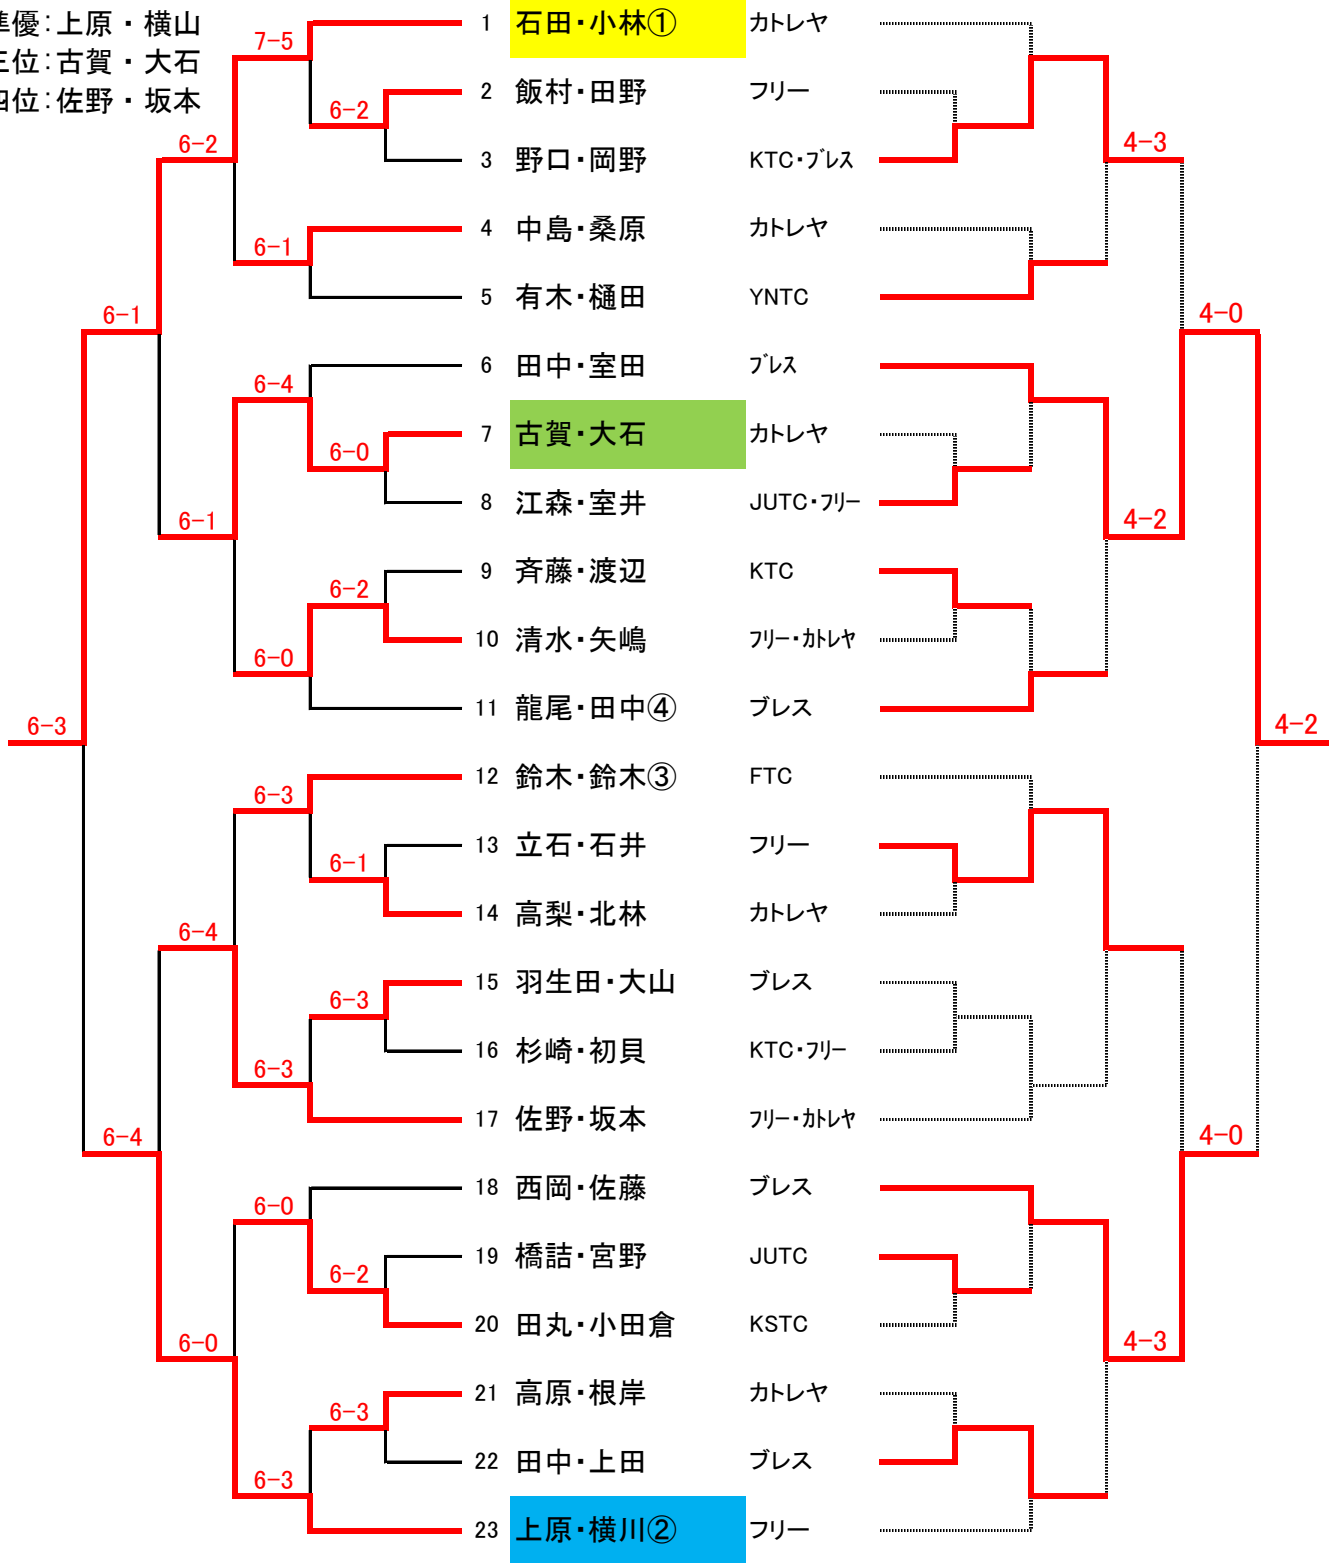 優:上原・横山
位:古賀・大石
位:佐野・坂本
7-5
6-2
6-2
6-1
6-1
6-4
6-0
6-1
6-2
6-0
6-3
6-3
6-1
6-4
6-3
6-3
6-4
6-0
6-2
6-0
6-3
6-3
1 石田・小林① カトレヤ
2 飯村・田野 フリー
3 野口・岡野 KTC・ブレス
4 中島・桑原 カトレヤ
5 有木・樋田 YNTC
6 田中・室田 ブレス
7 古賀・大石 カトレヤ
8 江森・室井 JUTC・フリー
9 斉藤・渡辺 KTC
10 清水・矢嶋 フリー・カトレヤ
11 龍尾・田中④ ブレス
12 鈴木・鈴木③ FTC
13 立石・石井 フリー
14 高梨・北林 カトレヤ
15 羽生田・大山 ブレス
16 杉崎・初貝 KTC・フリー
17 佐野・坂本 フリー・カトレヤ
18 西岡・佐藤 ブレス
19 橋詰・宮野 JUTC
20 田丸・小田倉 KSTC
21 高原・根岸 カトレヤ
22 田中・上田 ブレス
23 上原・横川② フリー
4-3
4-0
4-2
4-2
4-0
4-3